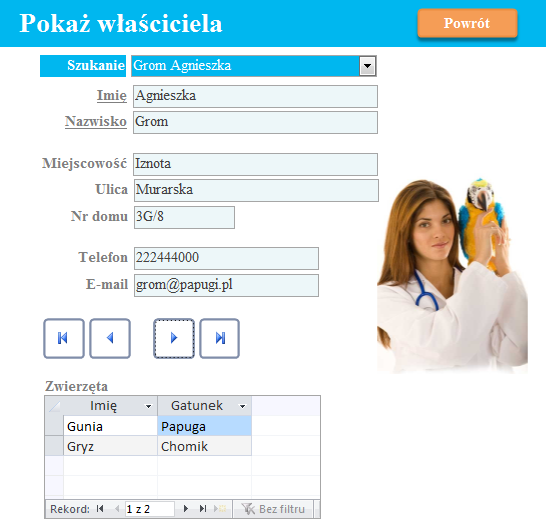 Pokaż właściciela
Powrót
Szukanie Grom Agnieszka
Imię Agnieszka
Nazwisko Grom
Miejscowość Iznota
Ulica Murarska
Nr domu 3G/8
Telefon 222444000
E-mail grom@papugi.pl
Zwierzęta
Imię Gatunek
Gunia Papuga
Gryz Chomik
Rekord: 1 z 2 Bez filtru